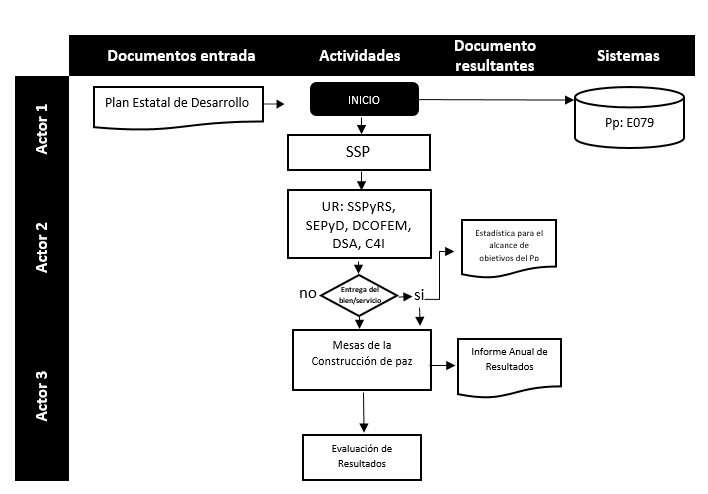 Documentos entrada
Actividades
Documento
resultantes
Sistemas
Actor 1
Plan Estatal de Desarrollo
INICIO
Pp: E079
SSP
Actor 2
UR: SSPyRS,
SEPyD, DCOFEM,
DSA, C4I
Estadística para el
alcance de
obietivos del Pp
no
Entrega del
bien/servicio
si
Actor 3
Mesas de la
Construcción de paz
Informe Anual de
Resultados
Evaluación de
Resultados